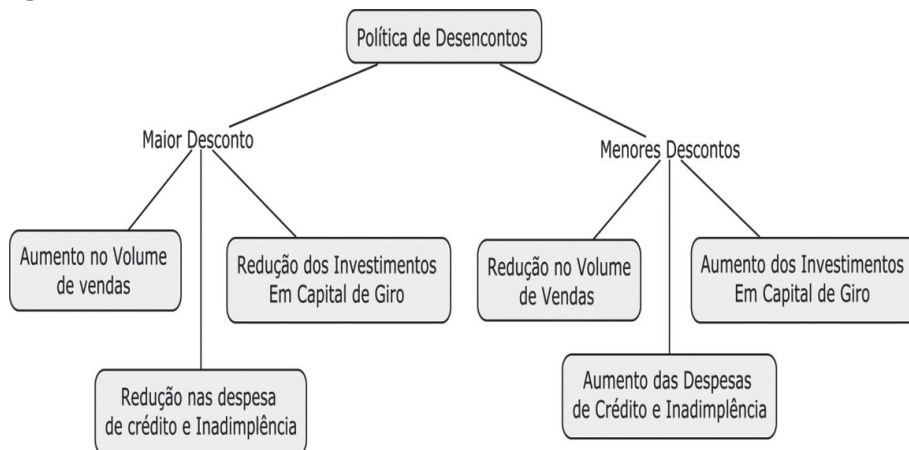 Política de Desencontos
Maior Desconto
Menores Descontos
Aumento no Volume
de vendas
Redução dos Investimentos
Em Capital de Giro
Redução nas despesa
de crédito e Inadimplência
Redução no Volume
de Vendas
Aumento dos Investimentos
Em Capital de Giro
Aumento das Despesas
de Crédito e Inadimplência